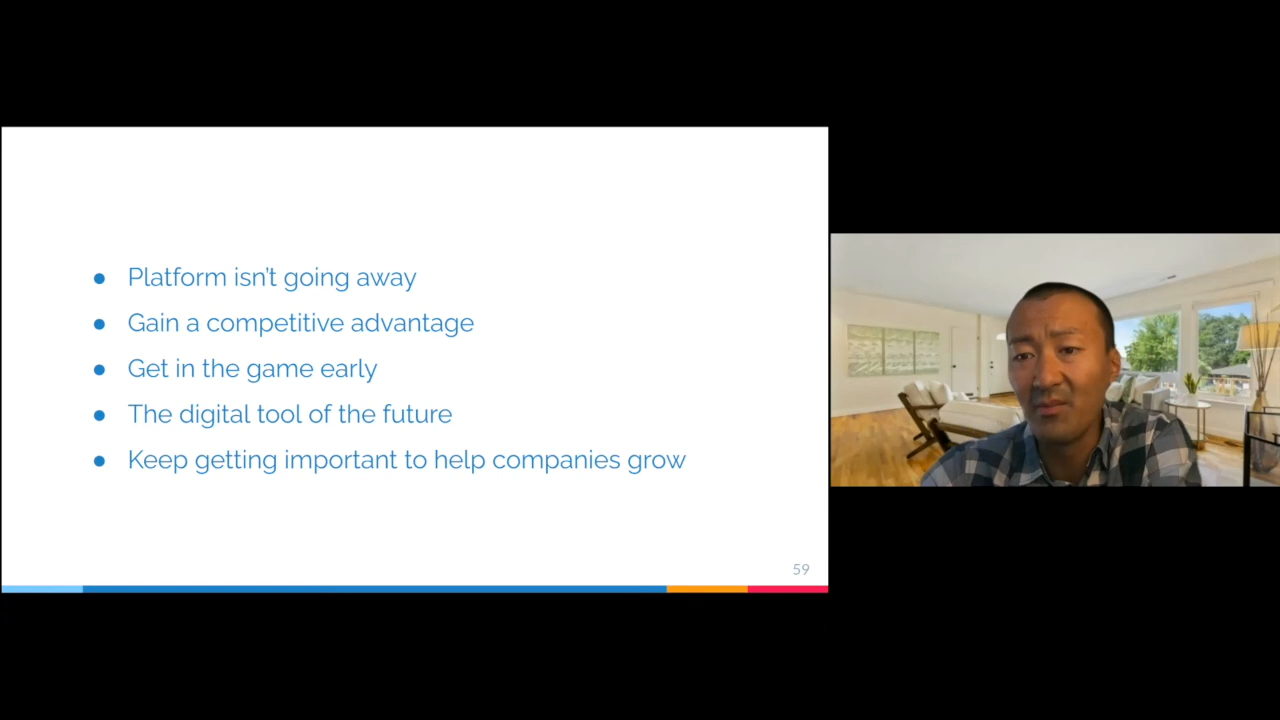 ● Platform isn't going away
● Gain a competitive advantage
● Get in the game early
● The digital tool of the future
● Keep getting important to help companies grow
59